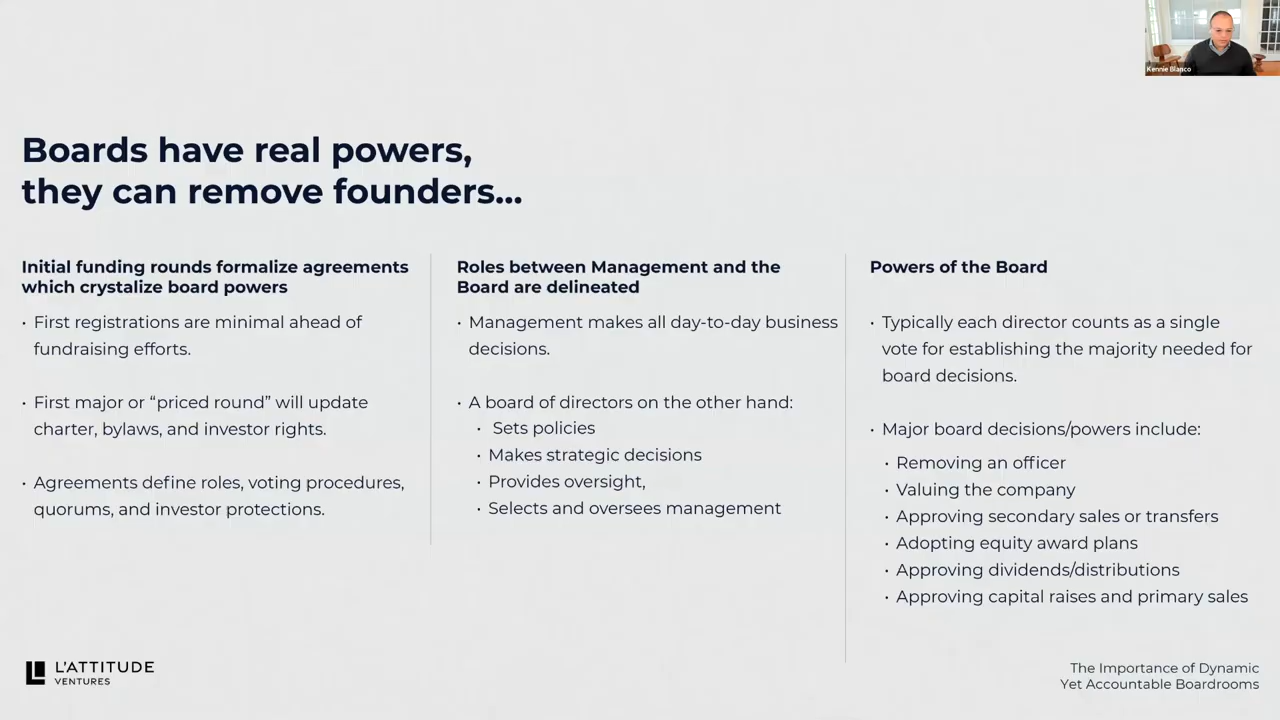 Kennie Blanco
Boards have real powers,
they can remove founders...
Initial funding rounds formalize agreements
which crystalize board powers
· First registrations are minimal ahead of
fundraising efforts.
· First major or “priced round” will update
charter, bylaws, and investor rights.
· Agreements define roles, voting procedures,
quorums, and investor protections.
Roles between Management and the
Board are delineated
· Management makes all day-to-day business
decisions.
· A board of directors on the other hand:
· Sets policies
· Makes strategic decisions
· Provides oversight,
· Selects and oversees management
Powers of the Board
· Typically each director counts as a single
vote for establishing the majority needed for
board decisions.
· Major board decisions/powers include:
· Removing an officer
· Valuing the company
· Approving secondary sales or transfers
· Adopting equity award plans
· Approving dividends/distributions
· Approving capital raises and primary sales
L'ATTITUDE
VENTURES
The Importance of Dynamic
Yet Accountable Boardrooms